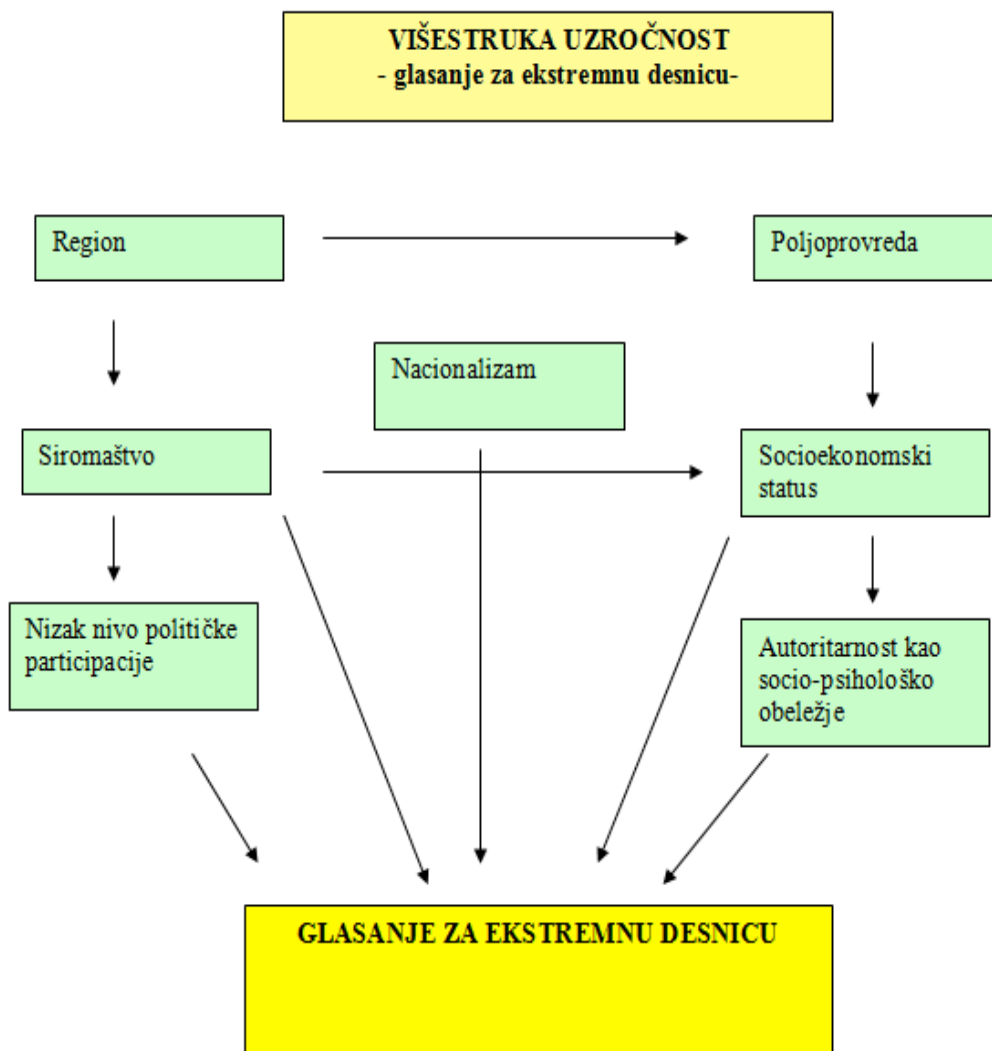 VIŠESTRUKA UZROČNOST
- glasanje za ekstremnu desnicu-
Region
Poljoprovreda
Nacionalizam
Siromaštvo
Socioekonomski
status
Nizak nivo političke
participacije
Autoritarnost kao
socio-psihološko
obeležje
GLASANJE ZA EKSTREMNU DESNICU